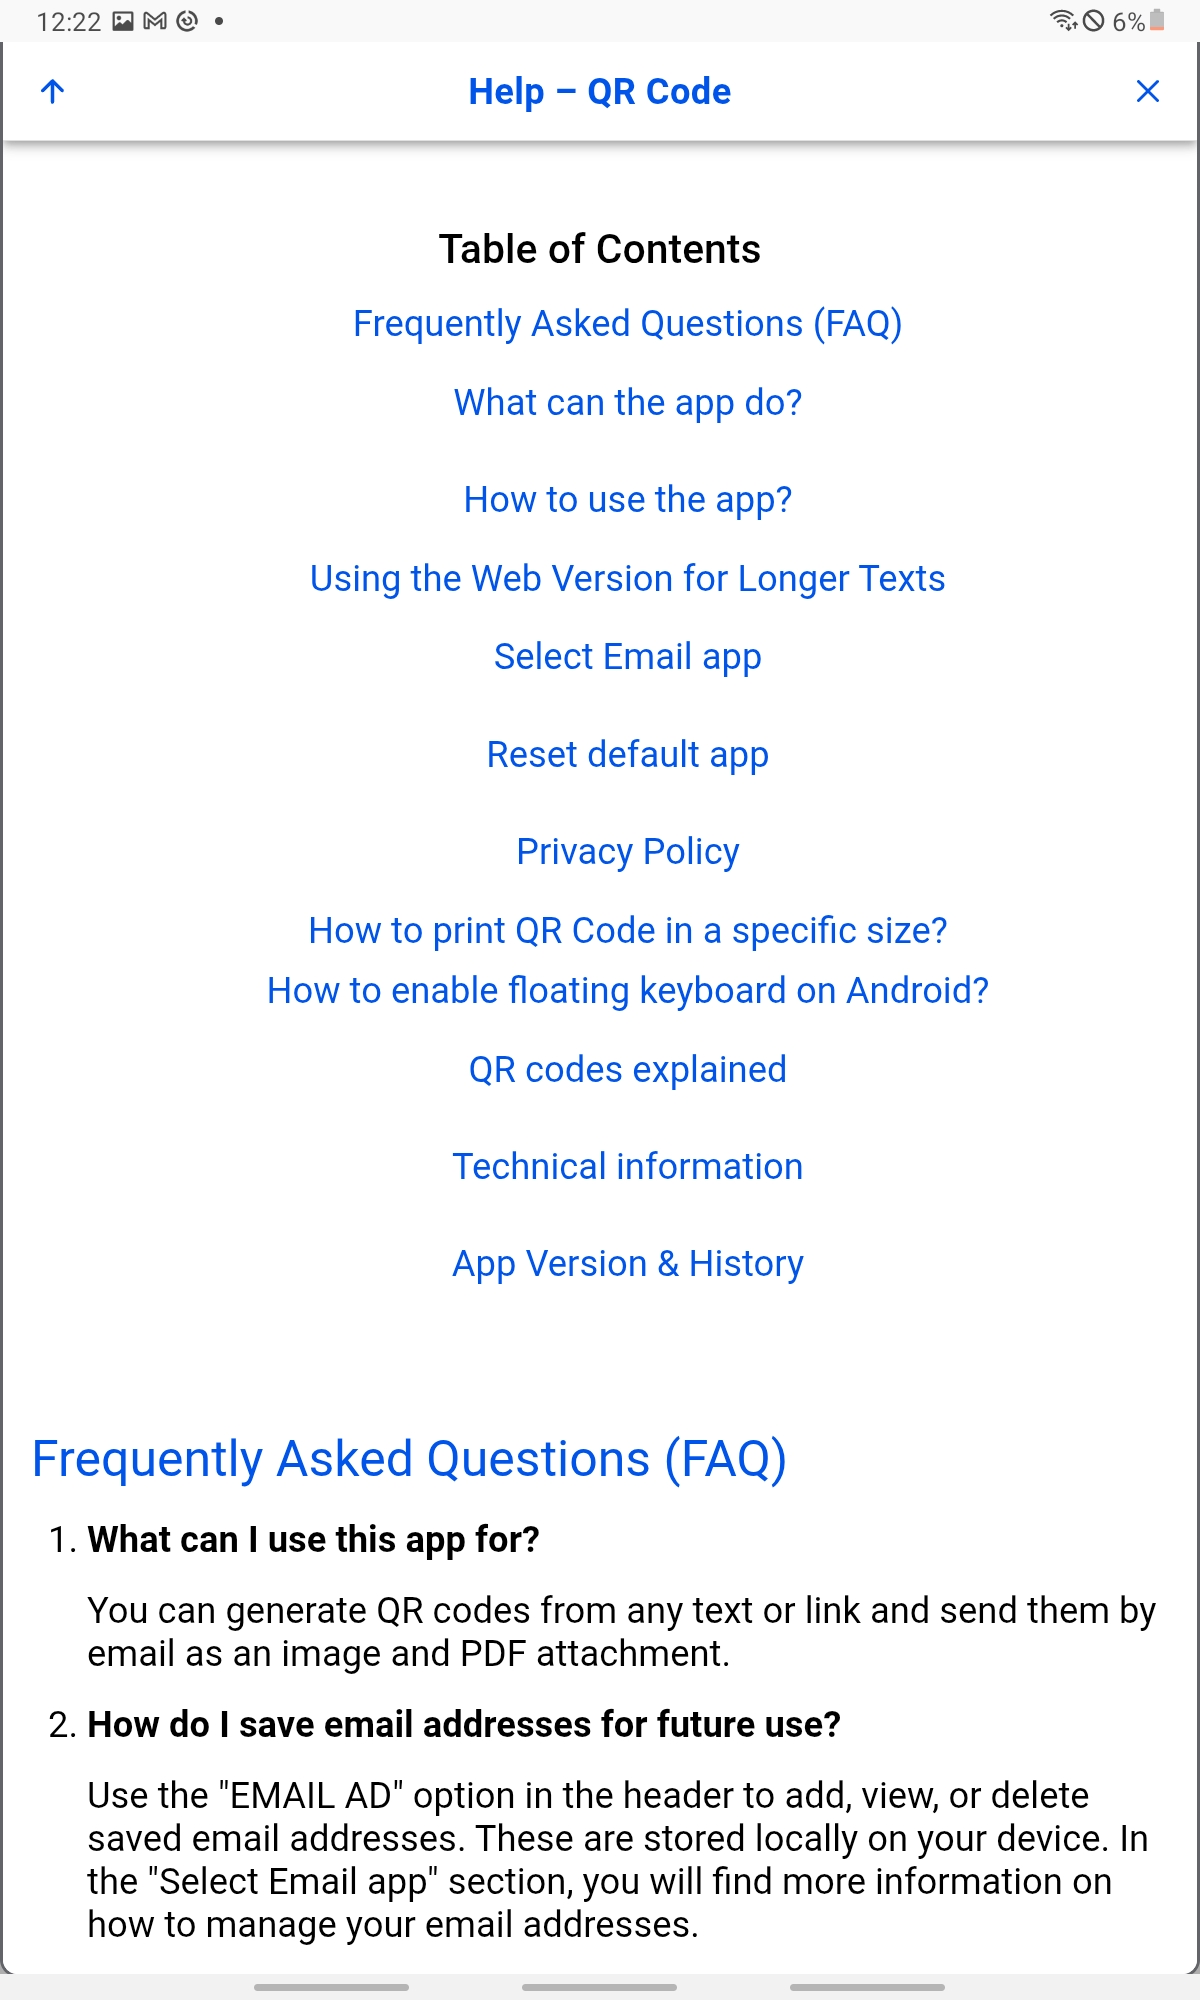 12:22
6%
Help – QR Code
Table of Contents
Frequently Asked Questions (FAQ)
What can the app do?
How to use the app?
Using the Web Version for Longer Texts
Select Email app
Reset default app
Privacy Policy
How to print QR Code in a specific size?
How to enable floating keyboard on Android?
QR codes explained
Technical information
App Version & History
Frequently Asked Questions (FAQ)
1. What can I use this app for?
You can generate QR codes from any text or link and send them by
email as an image and PDF attachment.
2. How do I save email addresses for future use?
Use the "EMAIL AD" option in the header to add, view, or delete
saved email addresses. These are stored locally on your device. In
the "Select Email app" section, you will find more information on
how to manage your email addresses.